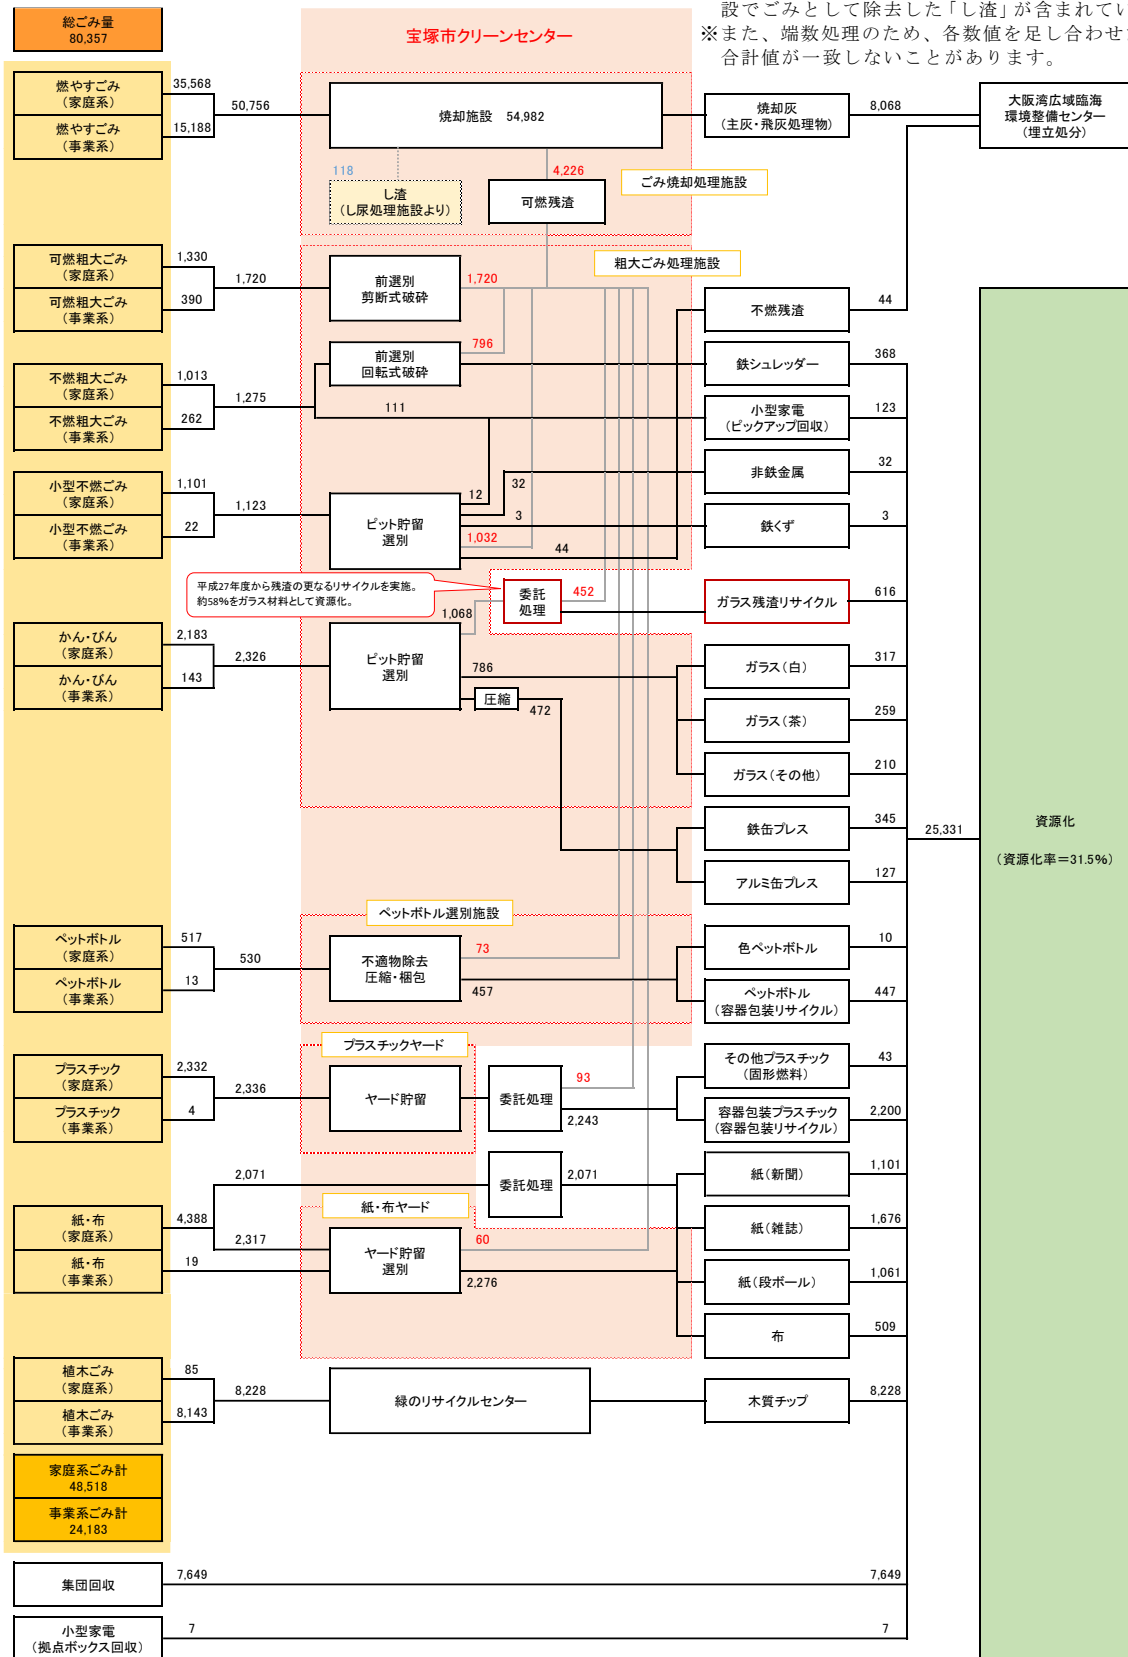 設でごみとして除去した「し渣」が含まれてい
※また、端数処理のため、各数値を足し合わせ
合計値が一致しないことがあります。
総ごみ量
80,357
宝塚市クリーンセンター
燃やすごみ
(家庭系)
35,568
燃やすごみ
(事業系)
15,188
50,756
焼却施設 54,982
焼却灰
(主灰・飛灰処理物)
8,068
大阪湾広域臨海
環境整備センター
(埋立処分)
118
し渣
(し尿処理施設より)
4,226
可燃残渣
ごみ焼却処理施設
粗大ごみ処理施設
可燃粗大ごみ
(家庭系)
1,330
可燃粗大ごみ
(事業系)
390
1,720
前選別
剪断式破砕
1,720
不燃残渣
44
前選別
回転式破砕
796
鉄シュレッダー
368
不燃粗大ごみ
(家庭系)
1,013
不燃粗大ごみ
(事業系)
262
1,275
111
小型家電
(ピックアップ回収)
123
非鉄金属
32
小型不燃ごみ
(家庭系)
1,101
小型不燃ごみ
(事業系)
22
1,123
ピット貯留
選別
12
32
3
1,032
44
鉄くず
3
平成27年度から残渣の更なるリサイクルを実施。
約58%をガラス材料として資源化。
委託
処理
452
ガラス残渣リサイクル
616
かん・びん
(家庭系)
2,183
かん・びん
(事業系)
143
2,326
ピット貯留
選別
1,068
786
圧縮
472
ガラス(白)
317
ガラス(茶)
259
ガラス(その他)
210
鉄缶プレス
345
アルミ缶プレス
127
25,331
資源化
(資源化率=31.5%)
ペットボトル選別施設
ペットボトル
(家庭系)
517
ペットボトル
(事業系)
13
530
不適物除去
圧縮・梱包
73
457
色ペットボトル
10
ペットボトル
(容器包装リサイクル)
447
プラスチックヤード
プラスチック
(家庭系)
2,332
プラスチック
(事業系)
4
2,336
ヤード貯留
委託処理
93
2,243
その他プラスチック
(固形燃料)
43
容器包装プラスチック
(容器包装リサイクル)
2,200
2,071
委託処理
2,071
紙(新聞)
1,101
紙・布ヤード
紙・布
(家庭系)
4,388
紙・布
(事業系)
19
2,317
ヤード貯留
選別
60
2,276
紙(雑誌)
1,676
紙(段ボール)
1,061
布
509
植木ごみ
(家庭系)
85
植木ごみ
(事業系)
8,143
8,228
緑のリサイクルセンター
木質チップ
8,228
家庭系ごみ計
48,518
事業系ごみ計
24,183
集団回収
7,649
7,649
小型家電
(拠点ボックス回収)
7
7